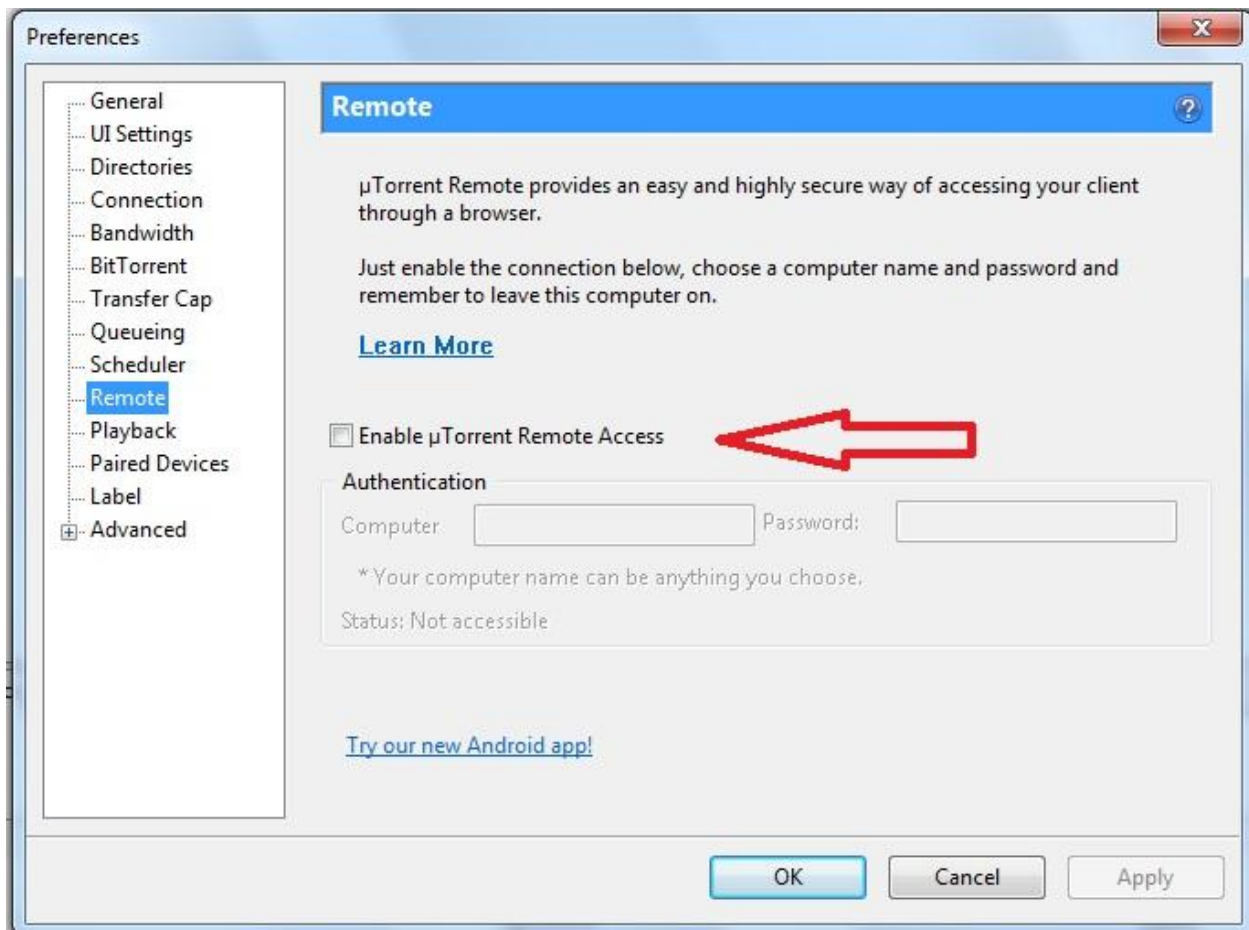 Preferences
General
UI Settings
Directories
Connection
Bandwidth
BitTorrent
Transfer Cap
Queueing
Scheduler
Remote
Playback
Paired Devices
Label
Advanced
Remote
µTorrent Remote provides an easy and highly secure way of accessing your client
through a browser.
Just enable the connection below, choose a computer name and password and
remember to leave this computer on.
Learn More
Enable µTorrent Remote Access
Authentication
Computer Password:
* Your computer name can be anything you choose.
Status: Not accessible
Try our new Android app!
OK Cancel Apply